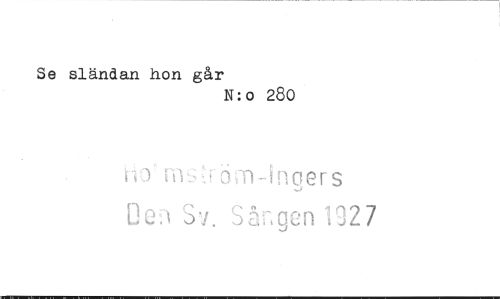 Se sländan hon går
N:o 280
Holmström-Ingers
Den Sv. Sången 1927